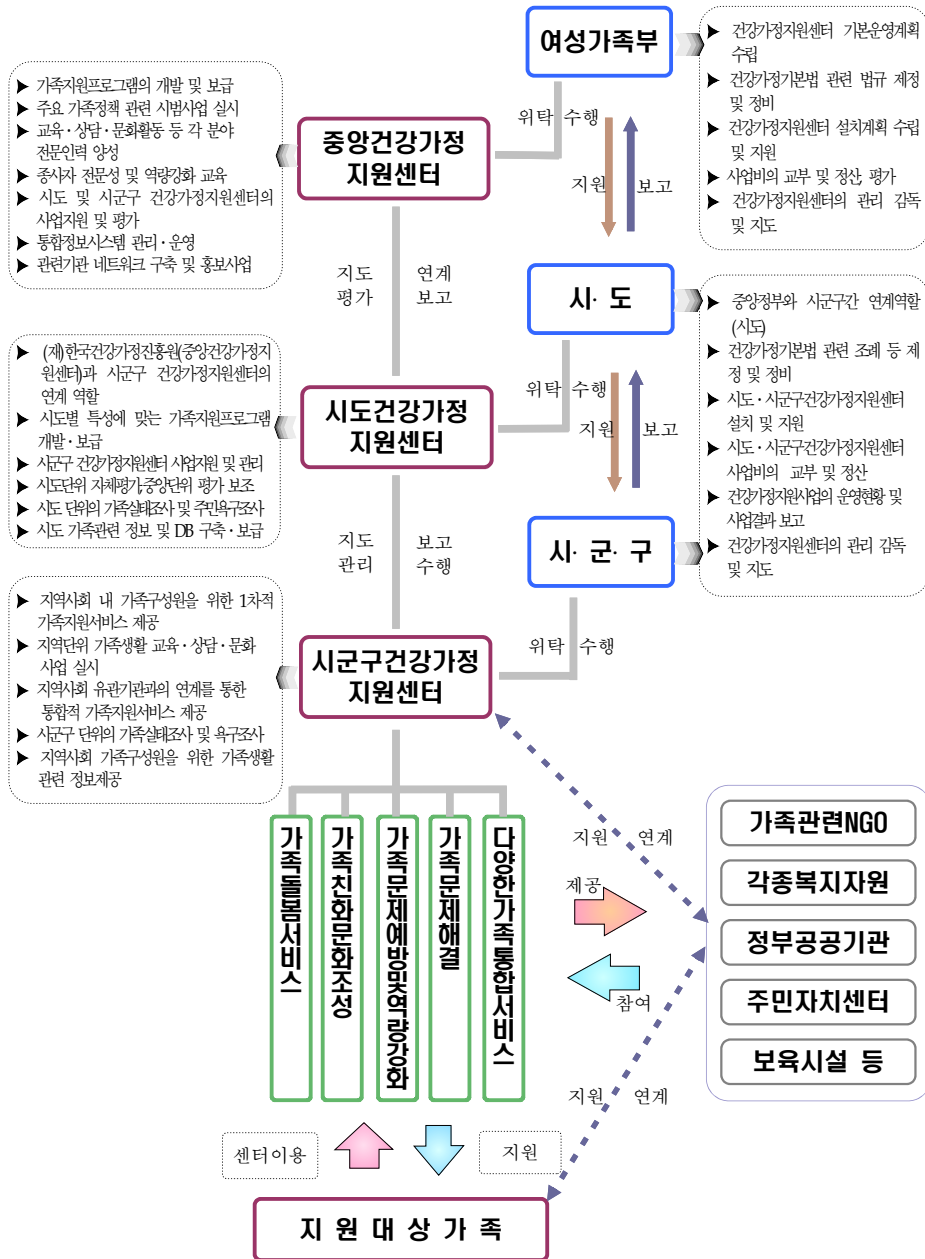 여성가족부
건강가정지원센터 기본운영계획
수립
건강가정기본법 관련 법규 제정
및 정비
건강가정지원센터 설치계획 수립
및 지원
사업비의 교부 및 정산, 평가
건강가정지원센터의 관리 감독
및 지도
가족지원프로그램의 개발 및 보급
주요 가족정책 관련 시범사업 실시
교육·상담·문화활동 등 각 분야
전문인력 양성
종사자 전문성 및 역량강화 교육
시도 및 시군구 건강가정지원센터의
사업지원 및 평가
통합정보시스템 관리·운영
관련기관 네트워크 구축 및 홍보사업
중앙건강가정
지원센터
위탁 수행
지원 보고
지도 연계
평가 보고
시· 도
중앙정부와 시군구간 연계역할
(시도)
건강가정기본법 관련 조례 등 제
정 및 정비
시도·시군구건강가정지원센터
설치 및 지원
시도·시군구건강가정지원센터
사업비의 교부 및 정산
건강가정지원사업의 운영현황 및
사업결과 보고
건강가정지원센터의 관리 감독
및 지도
(재)한국건강가정진흥원(중앙건강가정지
원센터)과 시군구 건강가정지원센터의
연계 역할
시도별 특성에 맞는 가족지원프로그램
개발·보급
시군구 건강가정지원센터 사업지원 및 관리
시도단위 자체평가,중앙단위 평가 보조
시도 단위의 가족실태조사 및 주민욕구조사
시도 가족관련 정보 및 DB 구축·보급
시도건강가정
지원센터
위탁 수행
지원 보고
지도 보고
관리 수행
시· 군· 구
지역사회 내 가족구성원을 위한 1차적
가족지원서비스 제공
지역단위 가족생활 교육·상담·문화
사업 실시
지역사회 유관기관과의 연계를 통한
통합적 가족지원서비스 제공
시군구 단위의 가족실태조사 및 욕구조사
지역사회 가족구성원을 위한 가족생활
관련 정보제공
시군구건강가정
지원센터
위탁 수행
가족돌봄서비스
가족친화문화조성
가족문제예방및역량강화
가족문제해결
다양한가족통합서비스
지원 연계
제공
참여
가족관련NGO
각종복지자원
정부공공기관
주민자치센터
보육시설 등
지원 연계
센터이용
지원
지 원 대 상 가 족